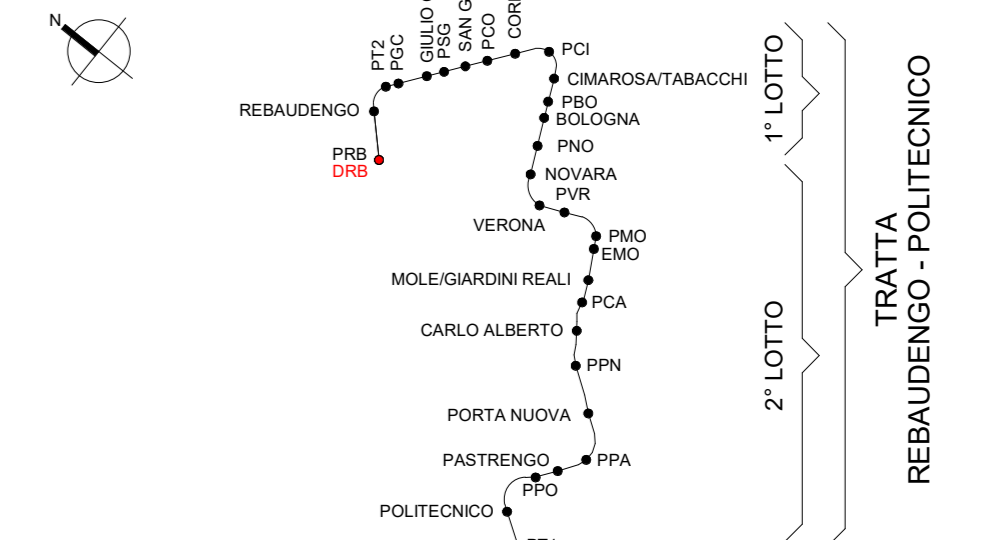 N
PT2
PGC
PSG
PCO
PCI
CIMAROSA/TABACCHI
REBAUDENGO
PBO
BOLOGNA
PRB
DRB
PNO
NOVARA
PVR
VERONA
PMO
EMO
MOLE/GIARDINI REALI
PCA
CARLO ALBERTO
PPN
PORTA NUOVA
PASTRENGO
PPA
PPO
POLITECNICO
1° LOTTO
2° LOTTO
TRATTA
REBAUDENGO - POLITECNICO
GIULIO
SAN